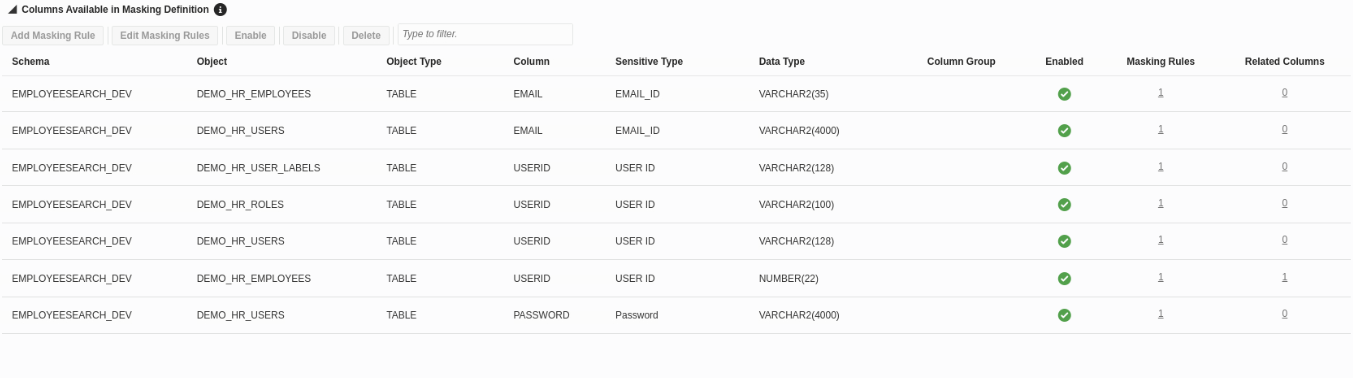 Columns Available in Masking Definition
Add Masking Rule Edit Masking Rules Enable Disable Delete Type to filter.
Schema Object Object Type Column Sensitive Type Data Type Column Group Enabled Masking Rules Related Columns
EMPLOYEESEARCH_DEV DEMO_HR_EMPLOYEES TABLE EMAIL EMAIL_ID VARCHAR2(35) 1 0
EMPLOYEESEARCH_DEV DEMO_HR_USERS TABLE EMAIL EMAIL_ID VARCHAR2(4000) 1 0
EMPLOYEESEARCH_DEV DEMO_HR_USER_LABELS TABLE USERID USER ID VARCHAR2(128) 1 0
EMPLOYEESEARCH_DEV DEMO_HR_ROLES TABLE USERID USER ID VARCHAR2(100) 1 0
EMPLOYEESEARCH_DEV DEMO_HR_USERS TABLE USERID USER ID VARCHAR2(128) 1 0
EMPLOYEESEARCH_DEV DEMO_HR_EMPLOYEES TABLE USERID USER ID NUMBER(22) 1 1
EMPLOYEESEARCH_DEV DEMO_HR_USERS TABLE PASSWORD Password VARCHAR2(4000) 1 0